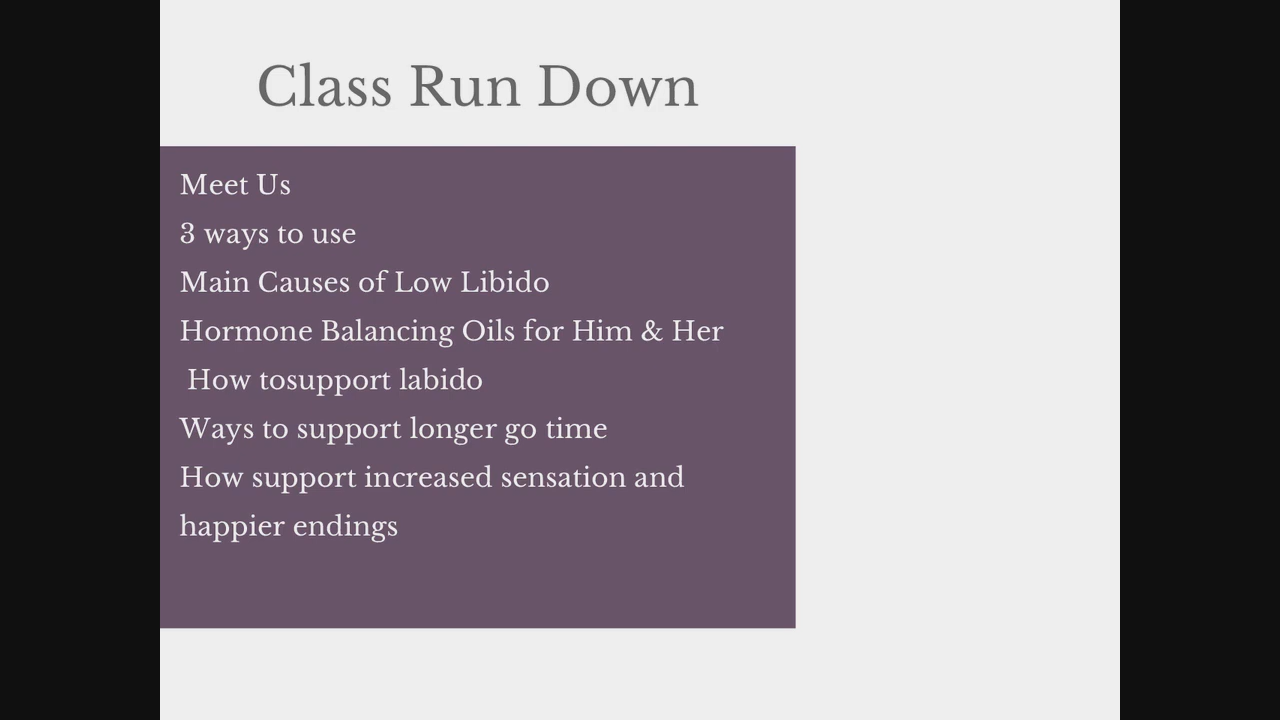 Class Run Down
Meet Us
3 ways to use
Main Causes of Low Libido
Hormone Balancing Oils for Him & Her
How tosupport labido
Ways to support longer go time
How support increased sensation and
happier endings